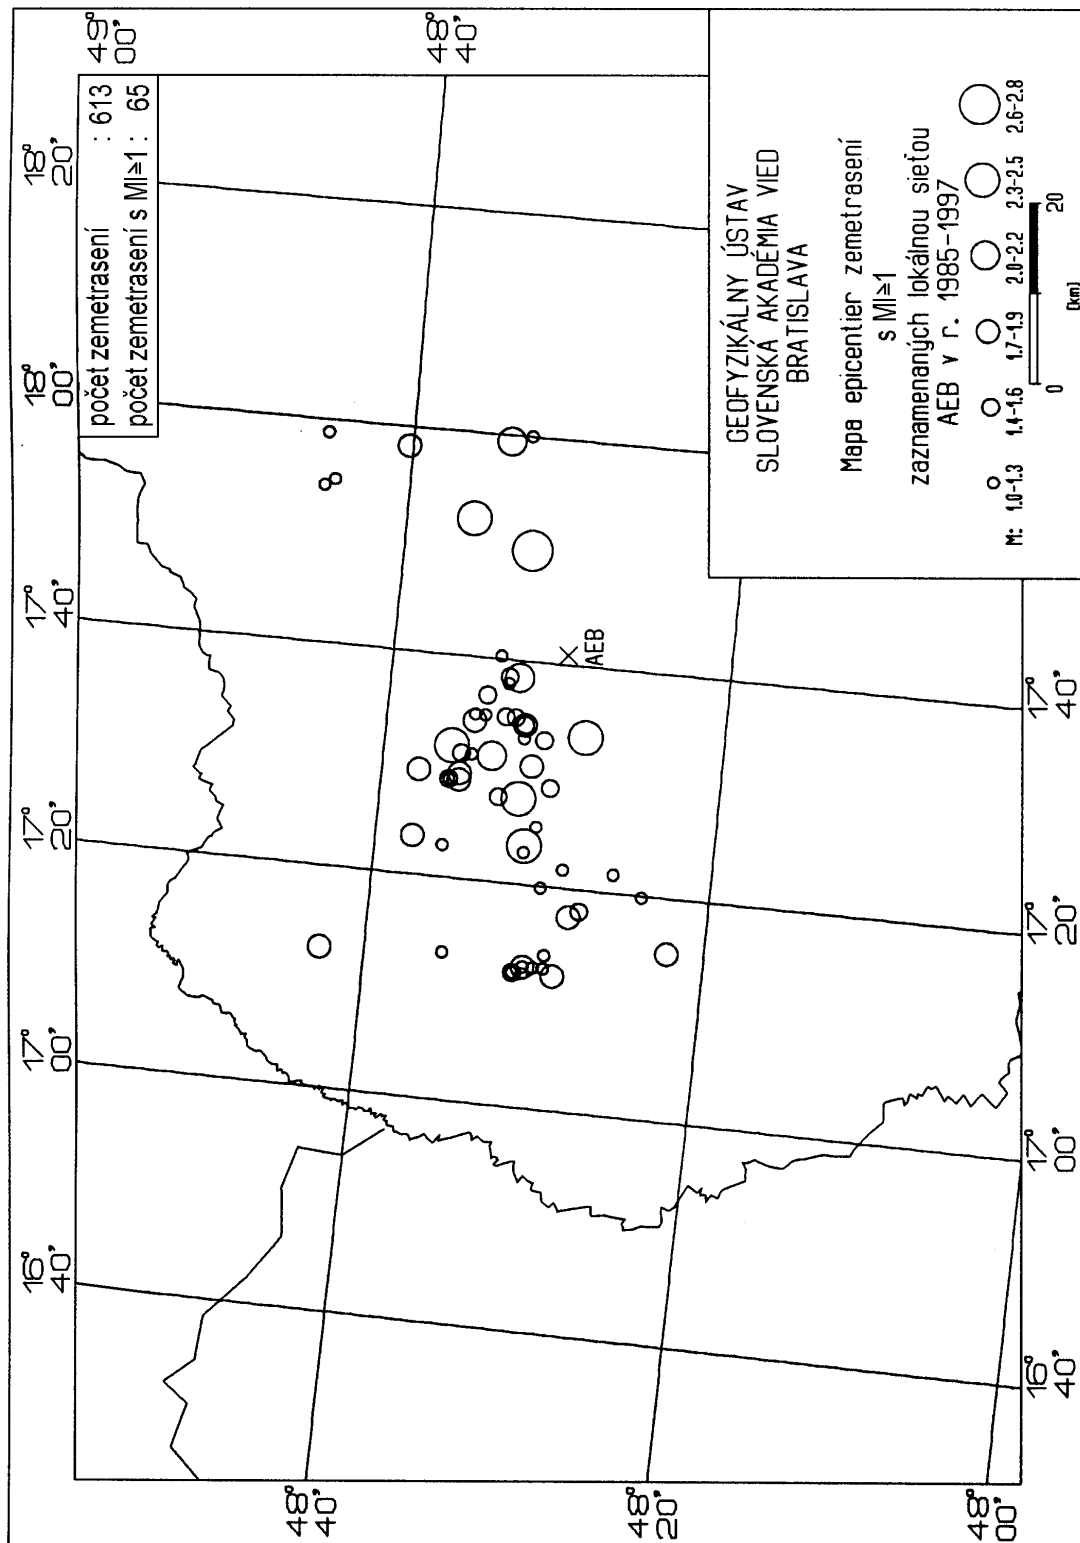 49°
00'
48°
40'
18°
20'
18°
00'
17°
40'
17°
20'
17°
00'
16°
40'
počet zemetrasení : 613
počet zemetrasení s Ml≥1 : 65
AEB
48°
40'
48°
20'
48°
00'
16°
40'
17°
00'
17°
20'
17°
40'
GEOFYZIKÁLNY ÚSTAV
SLOVENSKÁ AKADÉMIA VIED
BRATISLAVA
Mapa epicentier zemetrasení
s Ml≥1
zaznamenaných lokálnou sieťou
AEB v r. 1985-1997
M: 1.0-1.3 1.4-1.6 1.7-1.9 2.0-2.2 2.3-2.5 2.6-2.8
0 20
[km]